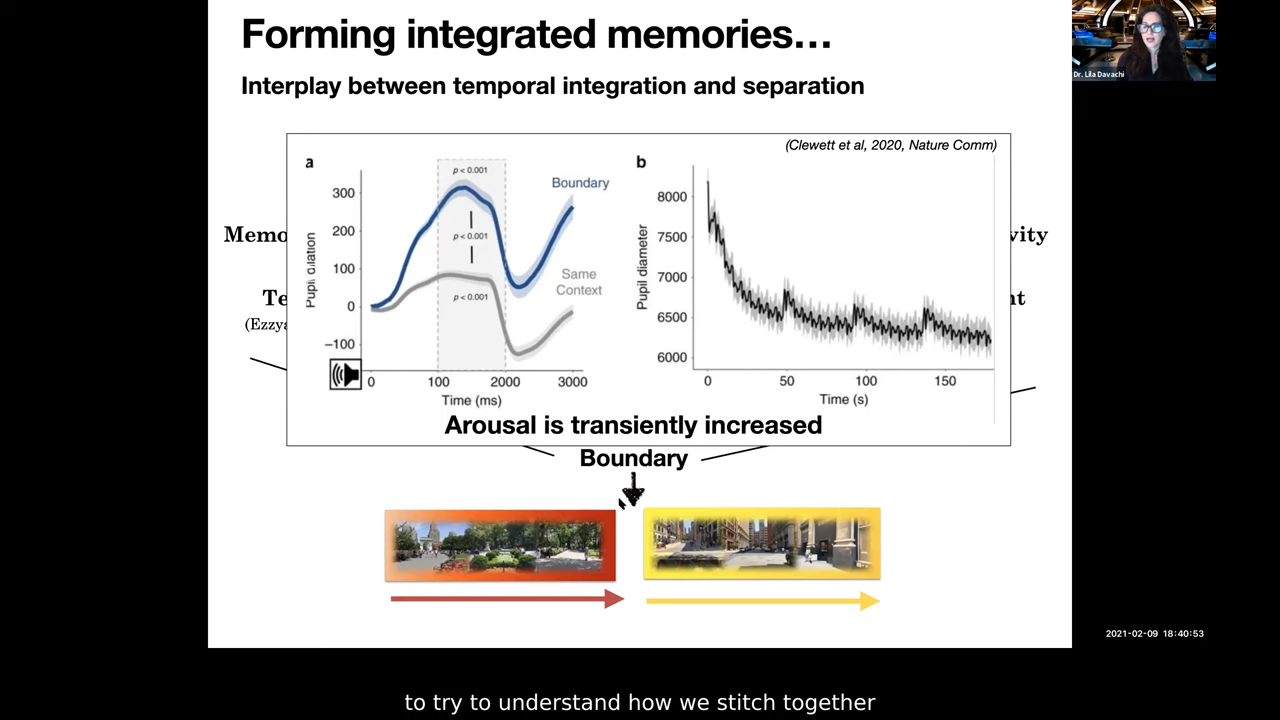 Forming integrated memories…
Interplay between temporal integration and separation
Dr. Lila Davachi
(Clewett et al, 2020, Nature Comm)
a
p < 0.001
p < 0.001
p < 0.001
Boundary
Same
Context
Pupil dilation
300
200
100
0
−100
0 100 2000 3000
Time (ms)
b
Pupil diameter
8000
7500
7000
6500
6000
0 50 100 150
Time (s)
Memo
vity
Te
nt
(Ezzya
Arousal is transiently increased
Boundary
2021-02-09 18:40:53
to try to understand how we stitch together